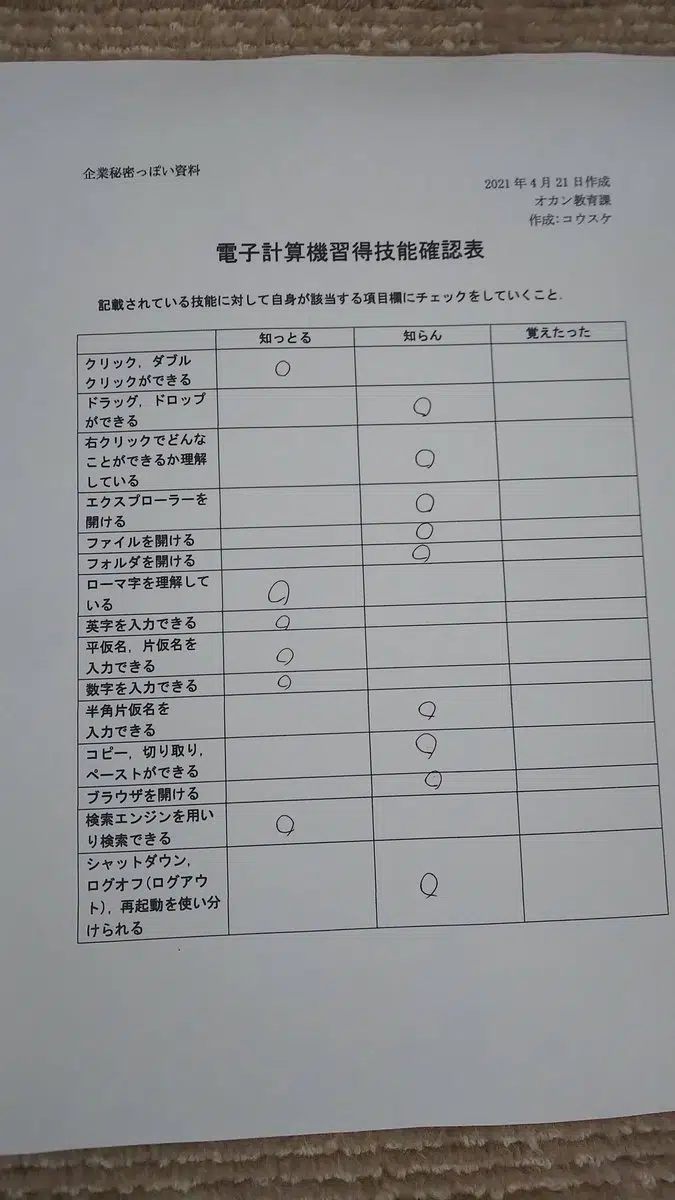 企業秘密っぽい資料
2021年4月21日作成
オカン教育課
作成:コウスケ
電子計算機習得技能確認表
記載されている技能に対して自身が該当する項目欄にチェックをしていくこと.
知っとる 知らん 覚えたった
クリック, ダブル
クリックができる ○
ドラッグ, ドロップ
ができる ○
右クリックでどんな
ことができるか理解
している ○
エクスプローラーを
開ける ○
ファイルを開ける ○
フォルダを開ける ○
ローマ字を理解して
いる ○
英字を入力できる ○
平仮名, 片仮名を
入力できる ○
数字を入力できる ○
半角片仮名を
入力できる ○
コピー, 切り取り,
ペーストができる ○
ブラウザを開ける ○
検索エンジンを用い
り検索できる ○
シャットダウン,
ログオフ(ログアウ
ト), 再起動を使い分
けられる ○